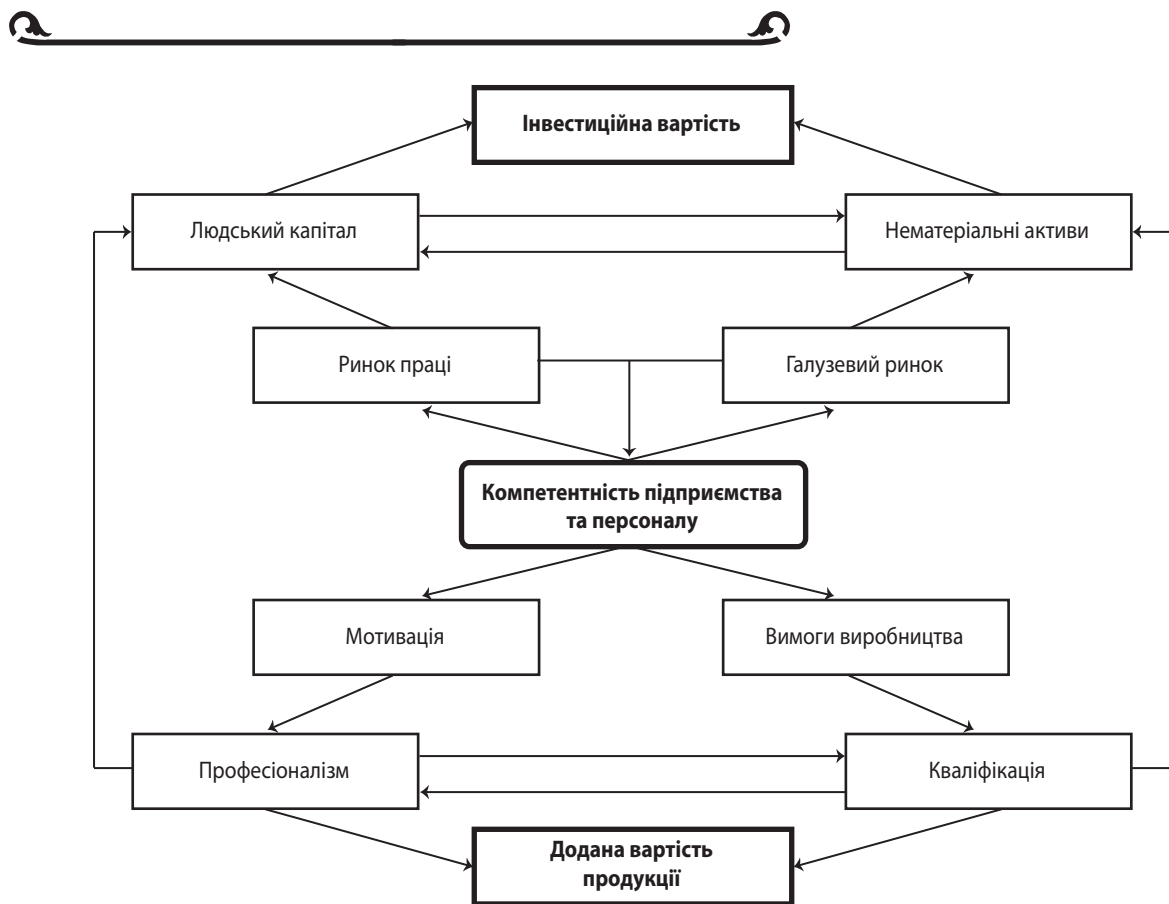 Інвестиційна вартість
Людський капітал
Нематеріальні активи
Ринок праці
Галузевий ринок
Компетентність підприємства
та персоналу
Мотивація
Вимоги виробництва
Професіоналізм
Кваліфікація
Додана вартість
продукції